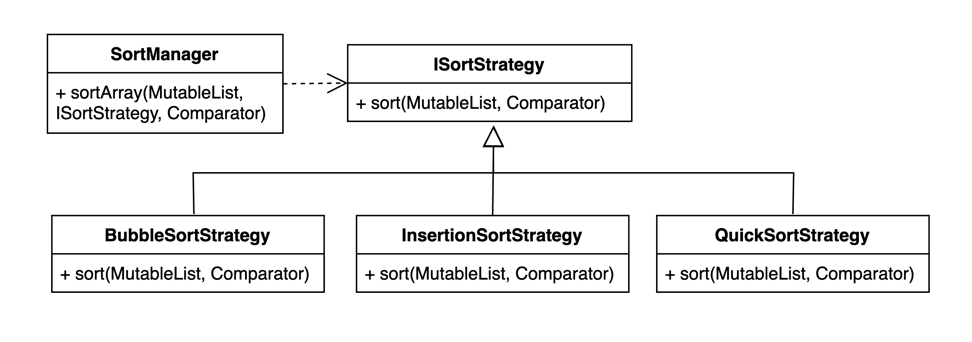 SortManager
+ sortArray(MutableList,
ISortStrategy, Comparator)
ISortStrategy
+ sort(MutableList, Comparator)
BubbleSortStrategy
+ sort(MutableList, Comparator)
InsertionSortStrategy
+ sort(MutableList, Comparator)
QuickSortStrategy
+ sort(MutableList, Comparator)